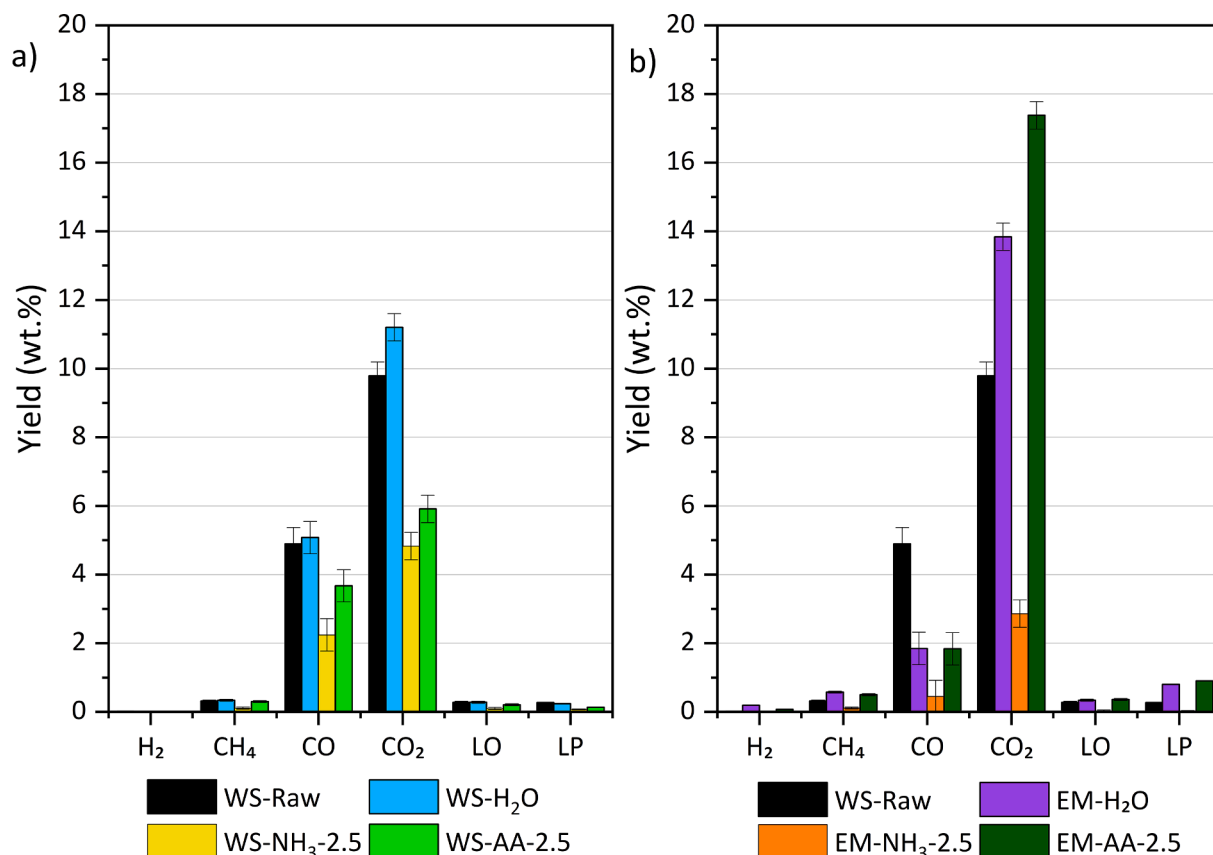 a)
Yield (wt.%)
20
18
16
14
12
10
8
6
4
2
0
H₂ CH₄ CO CO₂ LO LP
WS-Raw WS-H₂O
WS-NH₃-2.5 WS-AA-2.5
b)
Yield (wt.%)
20
18
16
14
12
10
8
6
4
2
0
H₂ CH₄ CO CO₂ LO LP
WS-Raw EM-H₂O
EM-NH₃-2.5 EM-AA-2.5